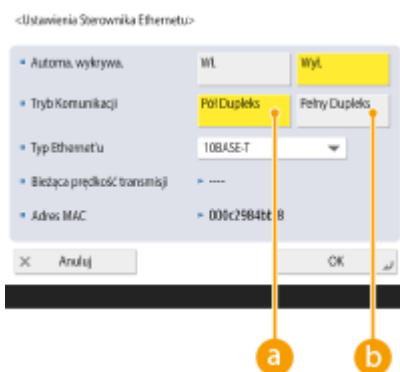 <Ustawienia Sterownika Ethernetu>
Automa. wykrywa. Wł. Wył.
Tryb Komunikacji Pół Dupleks Pełny Dupleks
Typ Ethernet'u 10BASE-T
Bieżąca prędkość transmisji ----
Adres MAC
Anuluj OK
a b